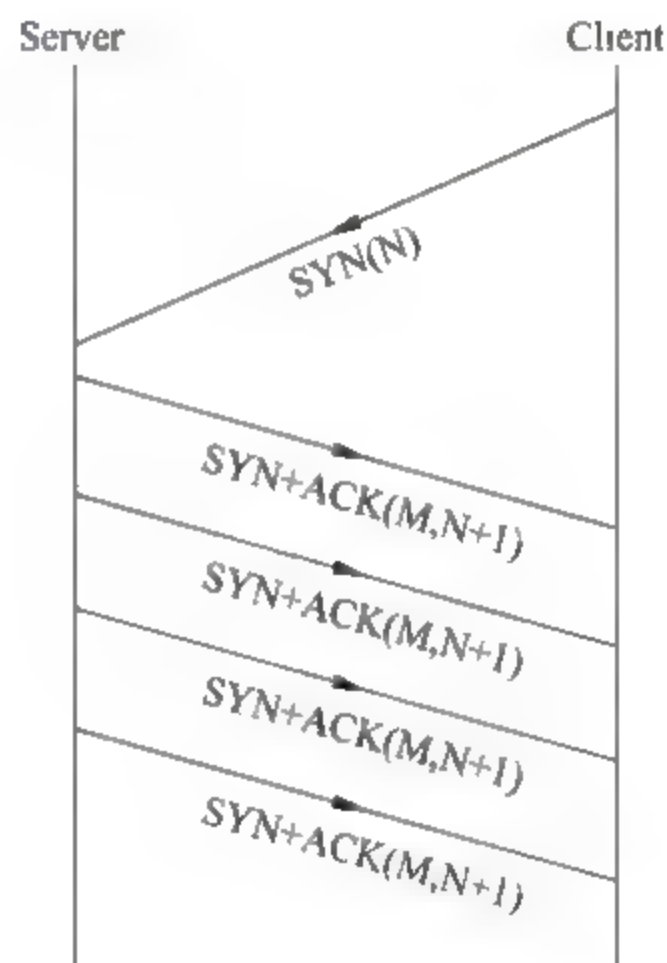 Server
Client
SYN(N)
SYN+ACK(M,N+1)
SYN+ACK(M,N+1)
SYN+ACK(M,N+1)
SYN+ACK(M,N+1)